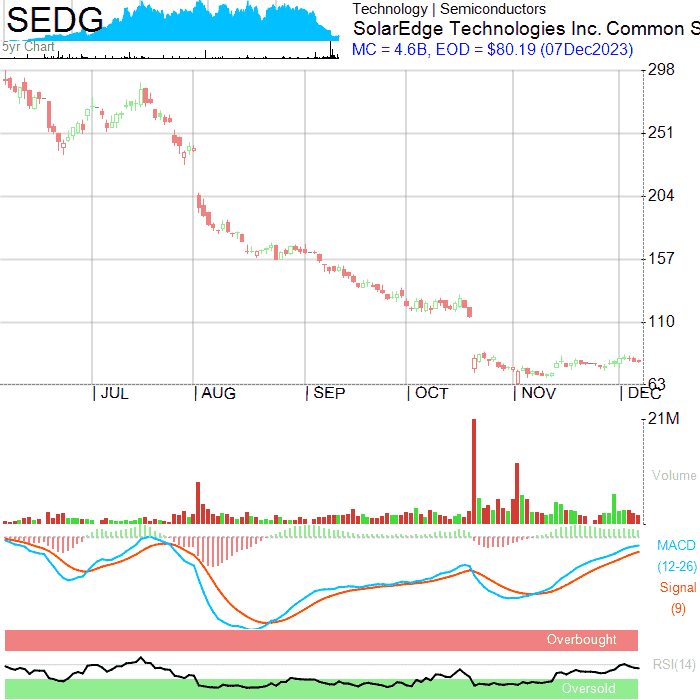 SEDG
5yr Chart
Technology | Semiconductors
SolarEdge Technologies Inc. Common S
MC = 4.6B, EOD = $80.19 (07Dec2023)
298
251
204
157
110
63
JUL AUG SEP OCT NOV DEC
21M
Volume
MACD
(12-26)
Signal
(9)
Overbought
RSI(14)
Oversold